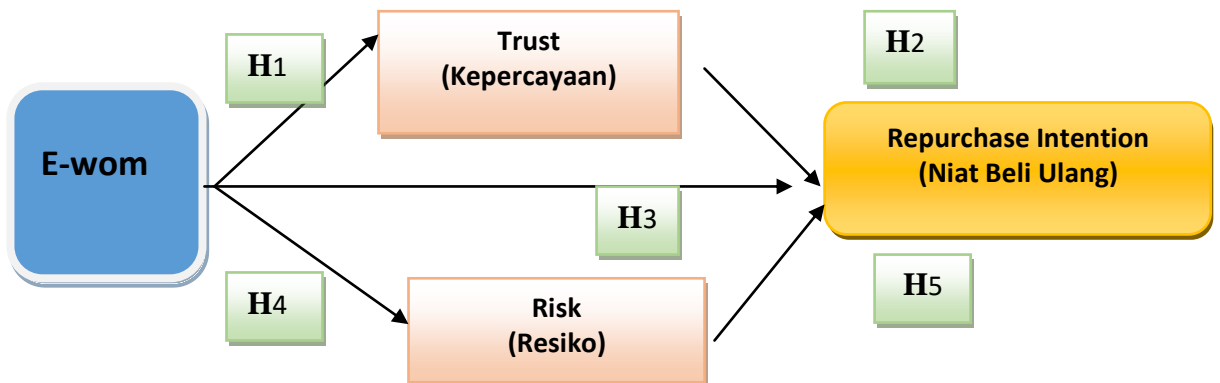 H1
Trust
(Kepercayaan)
H2
E-wom
Repurchase Intention
(Niat Beli Ulang)
H3
H4
Risk
(Resiko)
H5